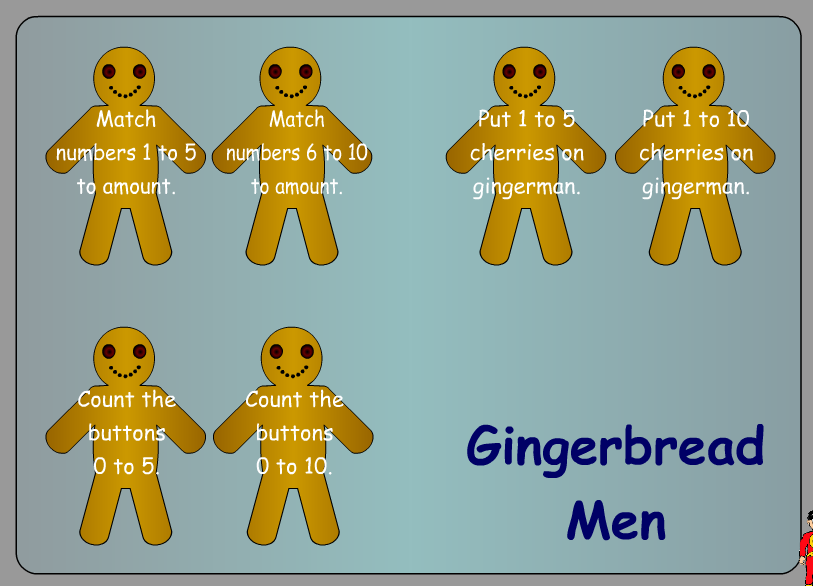 Match
numbers 1 to 5
to amount.
Match
numbers 6 to 10
to amount.
Put 1 to 5
cherries on
gingerman.
Put 1 to 10
cherries on
gingerman.
Count the
buttons
0 to 5.
Count the
buttons
0 to 10.
Gingerbread
Men